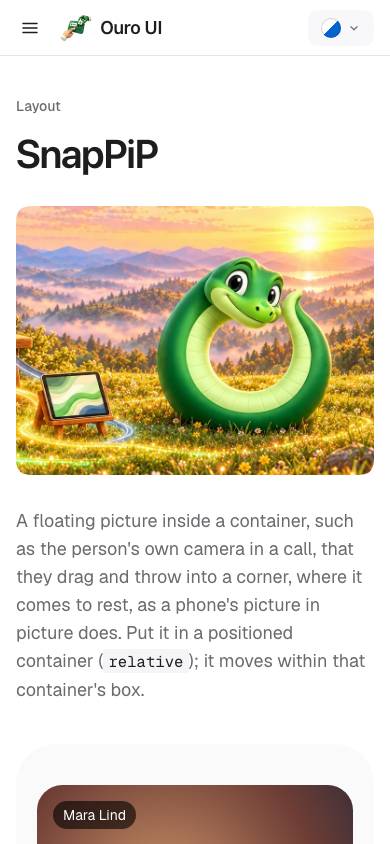 Ouro UI
Layout
SnapPiP
A floating picture inside a container, such
as the person's own camera in a call, that
they drag and throw into a corner, where it
comes to rest, as a phone's picture in
picture does. Put it in a positioned
container (relative); it moves within that
container's box.
Mara Lind